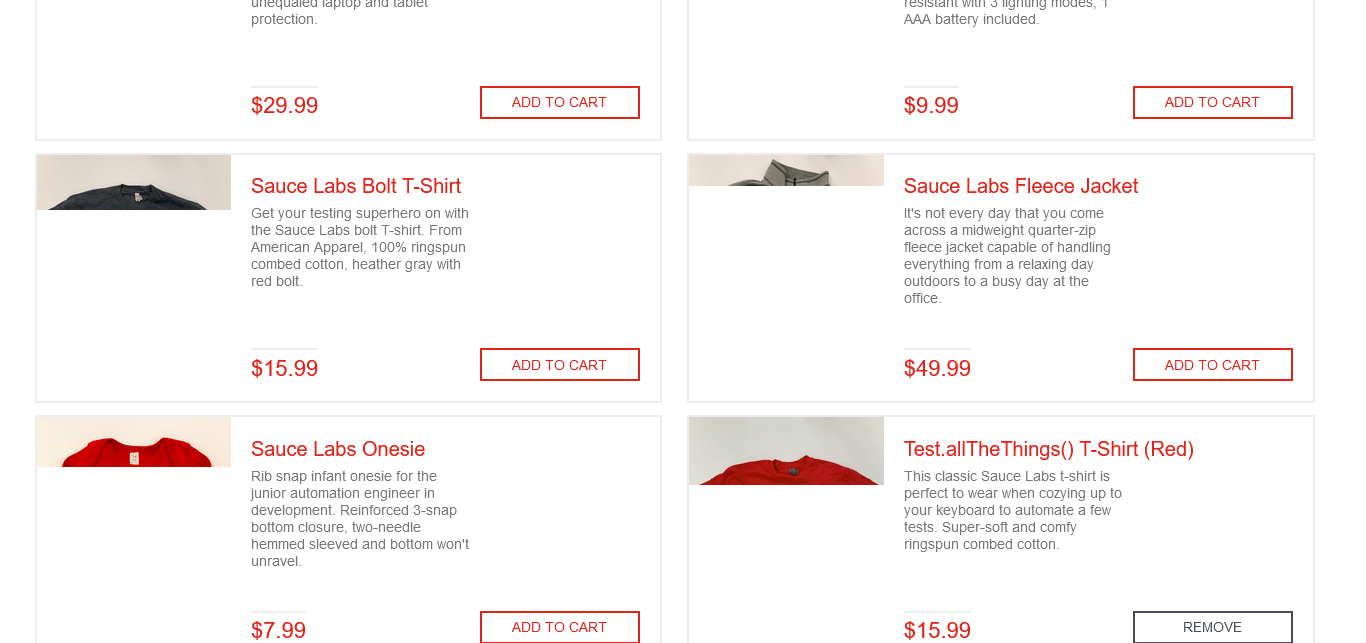 unequaled laptop and tablet
protection.
$29.99
ADD TO CART
resistant with 3 lighting modes, 1
AAA battery included.
$9.99
ADD TO CART
Sauce Labs Bolt T-Shirt
Get your testing superhero on with
the Sauce Labs bolt T-shirt. From
American Apparel, 100% ringspun
combed cotton, heather gray with
red bolt.
$15.99
ADD TO CART
Sauce Labs Fleece Jacket
It's not every day that you come
across a midweight quarter-zip
fleece jacket capable of handling
everything from a relaxing day
outdoors to a busy day at the
office.
$49.99
ADD TO CART
Sauce Labs Onesie
Rib snap infant onesie for the
junior automation engineer in
development. Reinforced 3-snap
bottom closure, two-needle
hemmed sleeved and bottom won't
unravel.
$7.99
ADD TO CART
Test.allTheThings() T-Shirt (Red)
This classic Sauce Labs t-shirt is
perfect to wear when cozying up to
your keyboard to automate a few
tests. Super-soft and comfy
ringspun combed cotton.
$15.99
REMOVE